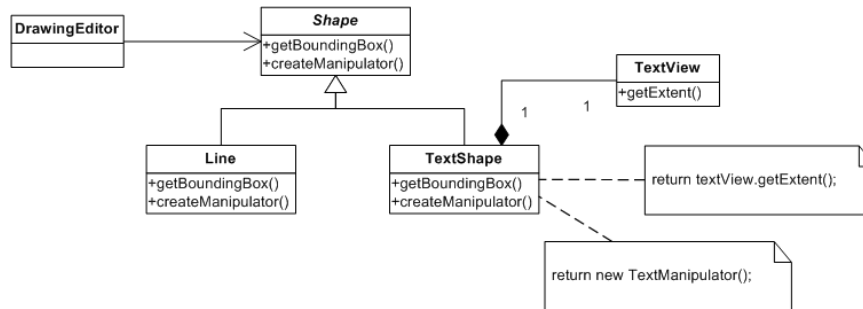 DrawingEditor
Shape
+getBoundingBox()
+createManipulator()
TextView
+getExtent()
1
1
Line
+getBoundingBox()
+createManipulator()
TextShape
+getBoundingBox()
+createManipulator()
return textView.getExtent();
return new TextManipulator();